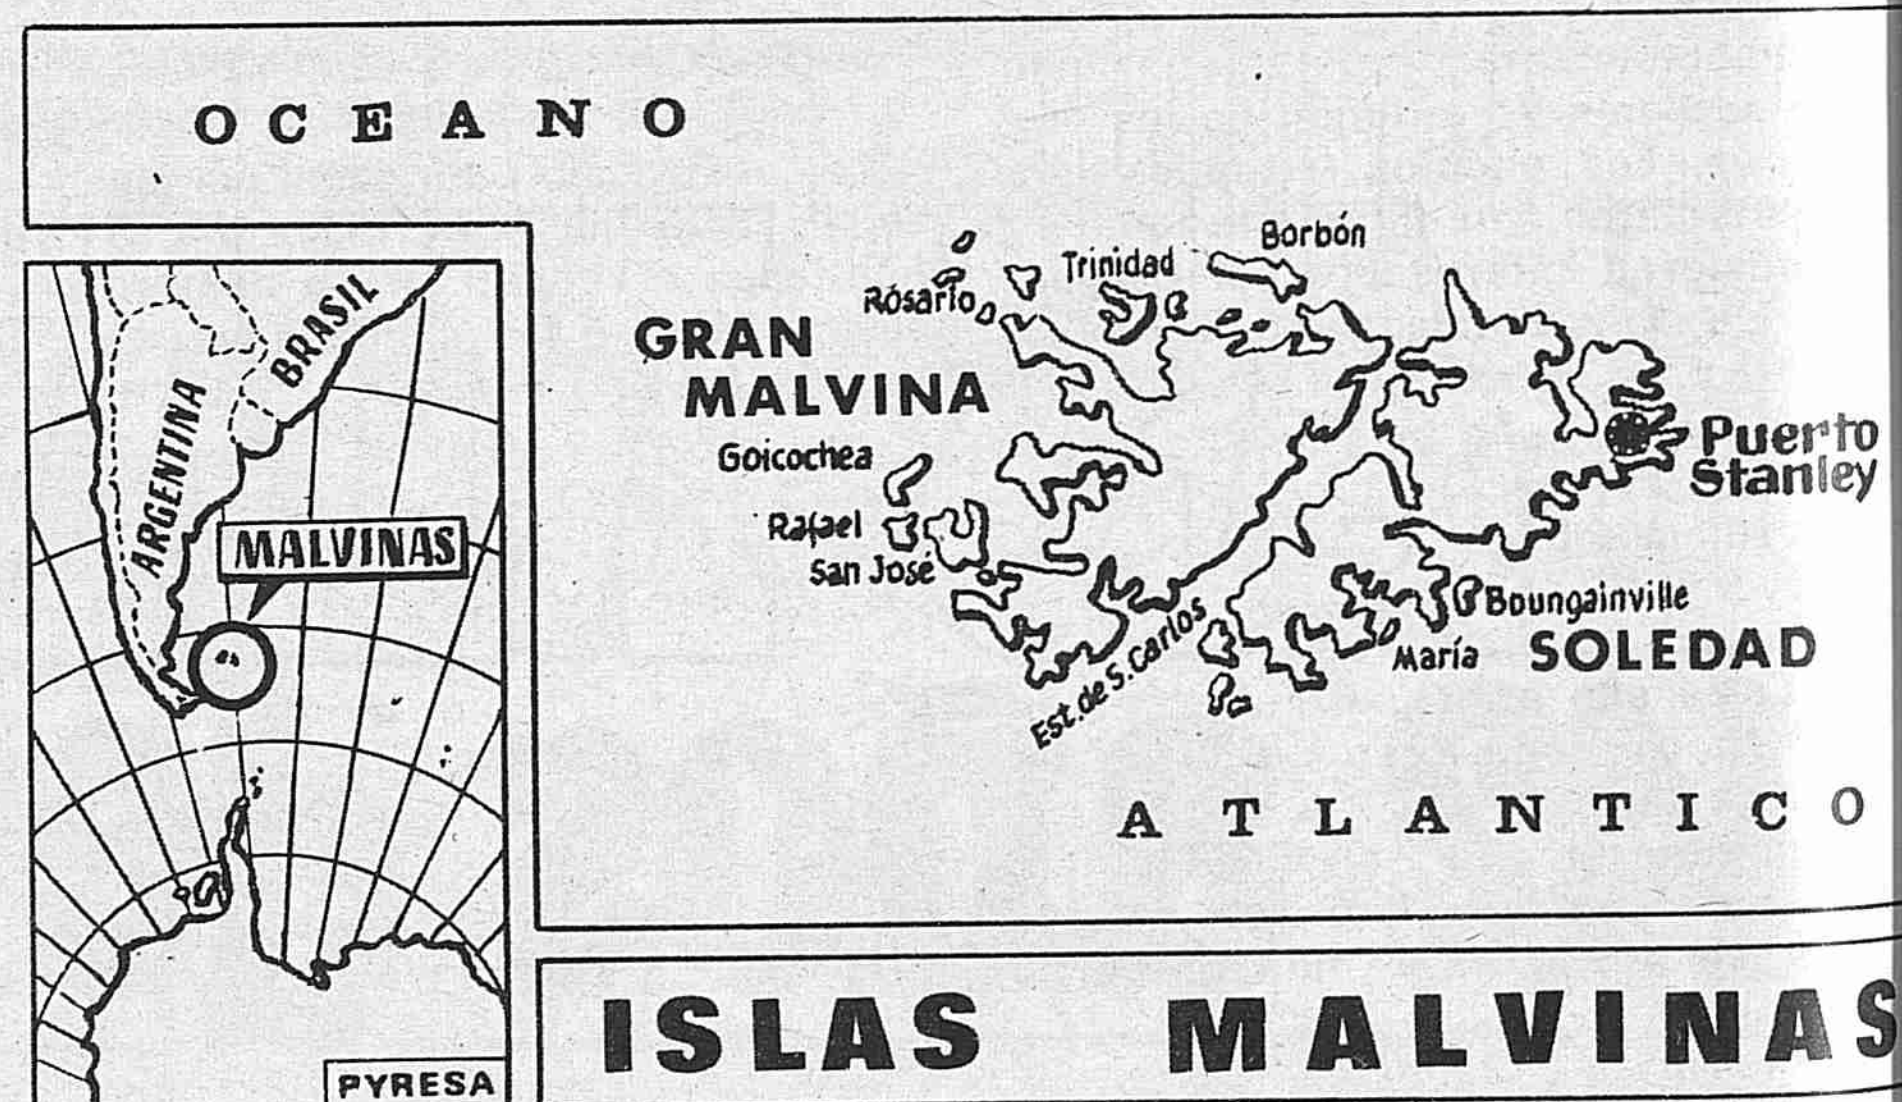 OCEANO
Borbón
Trinidad
Rosario
GRAN
MALVINA
Goicochea
Rafael
San José
Puerto
Stanley
Boungainville
María
SOLEDAD
Est. de S. Carlos
ATLANTICO
BRASIL
ARGENTINA
MALVINAS
PYRESA
ISLAS MALVINAS